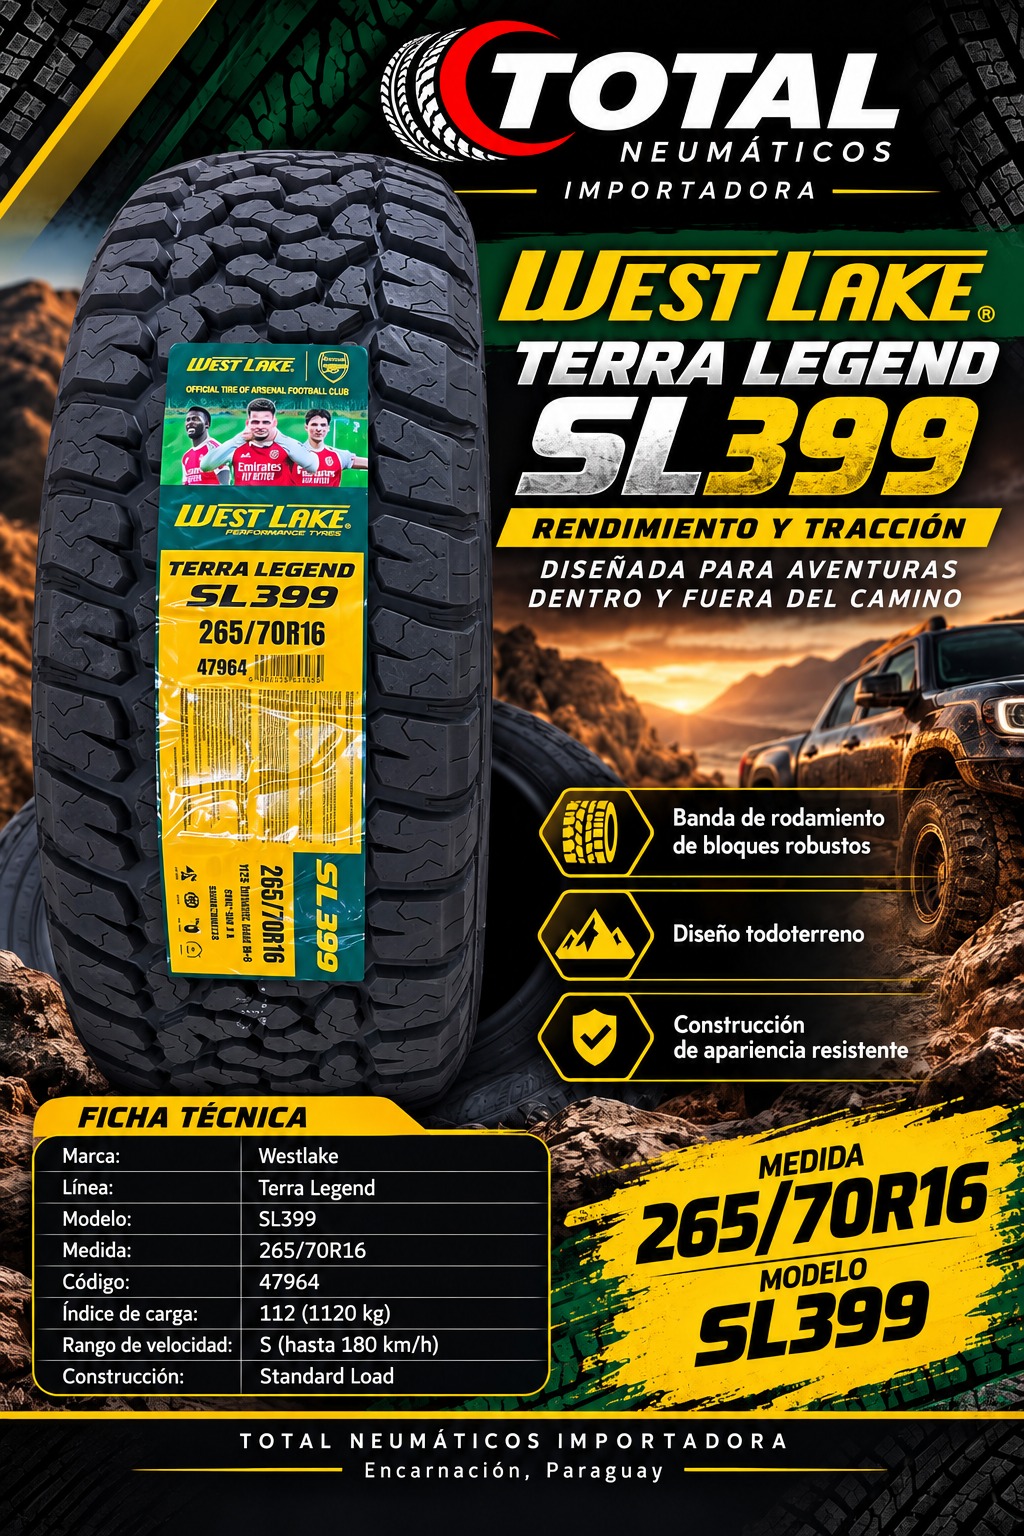 TOTAL
NEUMÁTICOS
IMPORTADORA
WEST LAKE®
TERRA LEGEND
SL399
RENDIMIENTO Y TRACCIÓN
DISEÑADA PARA AVENTURAS
DENTRO Y FUERA DEL CAMINO
WEST LAKE.
OFFICIAL TIRE OF ARSENAL FOOTBALL CLUB
Emirates
WEST LAKE®
PERFORMANCE TYRES
TERRA LEGEND
SL399
265/70R16
47964
265/70R16
SL399
Banda de rodamiento
de bloques robustos
Diseño todoterreno
Construcción
de apariencia resistente
FICHA TÉCNICA
Marca: Westlake
Línea: Terra Legend
Modelo: SL399
Medida: 265/70R16
Código: 47964
Índice de carga: 112 (1120 kg)
Rango de velocidad: S (hasta 180 km/h)
Construcción: Standard Load
MEDIDA
265/70R16
MODELO
SL399
TOTAL NEUMÁTICOS IMPORTADORA
Encarnación, Paraguay